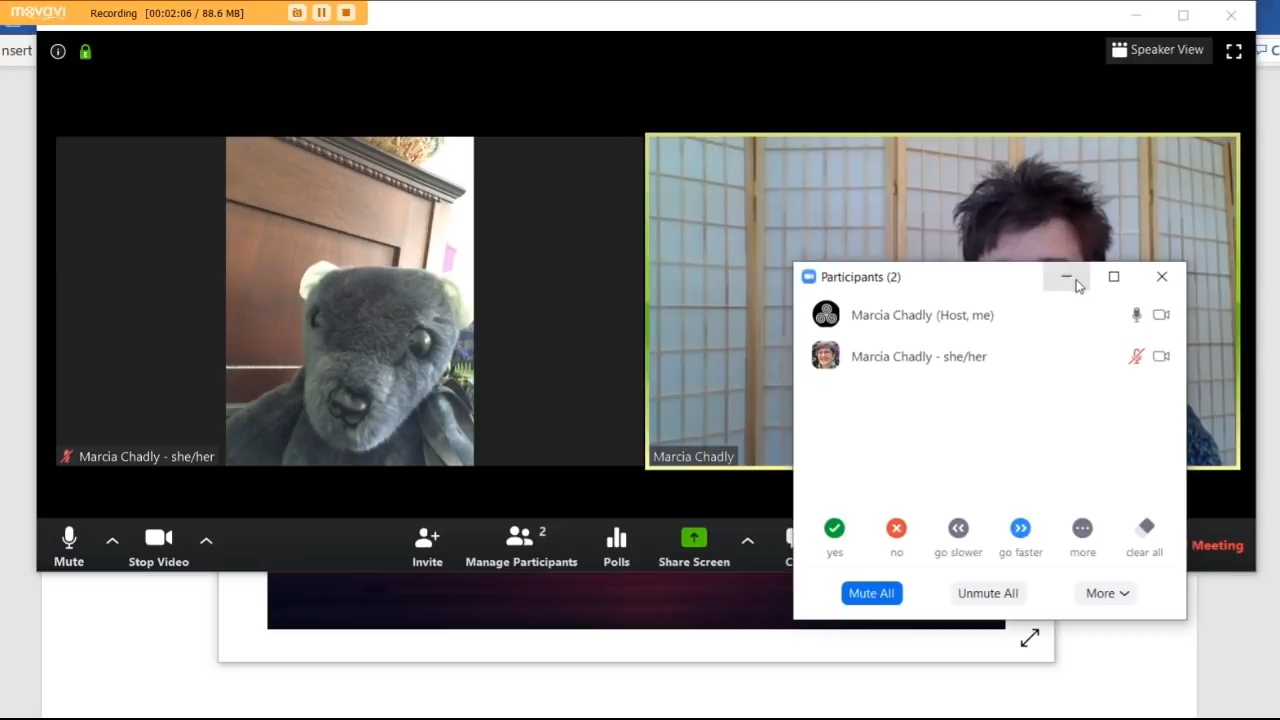 movavi Recording [00:02:06 / 88.6 MB]
nsert
Speaker View
Participants (2)
Marcia Chadly (Host, me)
Marcia Chadly - she/her
Marcia Chadly - she/her
Marcia Chadly
yes no go slower go faster more clear all
Mute Stop Video Invite Manage Participants 2 Polls Share Screen C Meeting
Mute All Unmute All More